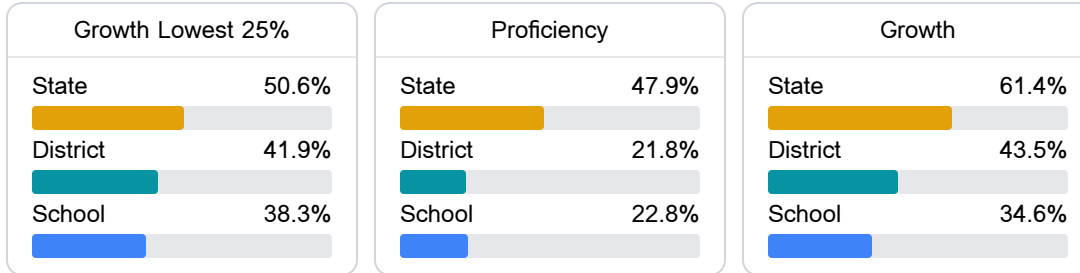 Growth Lowest 25%
State 50.6%
District 41.9%
School 38.3%
Proficiency
State 47.9%
District 21.8%
School 22.8%
Growth
State 61.4%
District 43.5%
School 34.6%